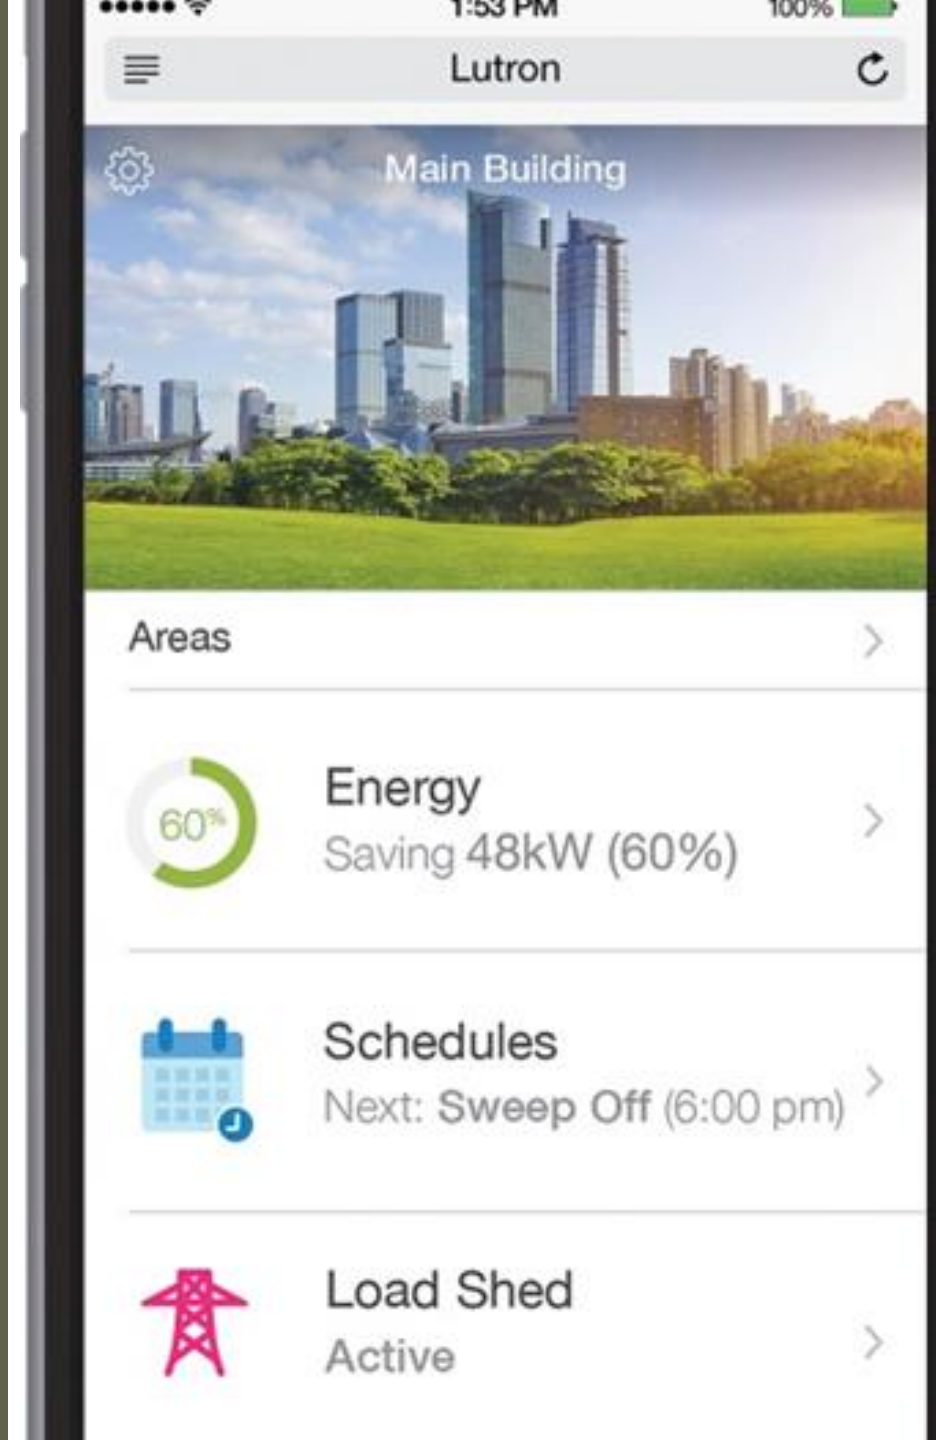 1:53 PM
100%
Lutron
Main Building
Areas
60%
Energy
Saving 48kW (60%)
Schedules
Next: Sweep Off (6:00 pm)
Load Shed
Active